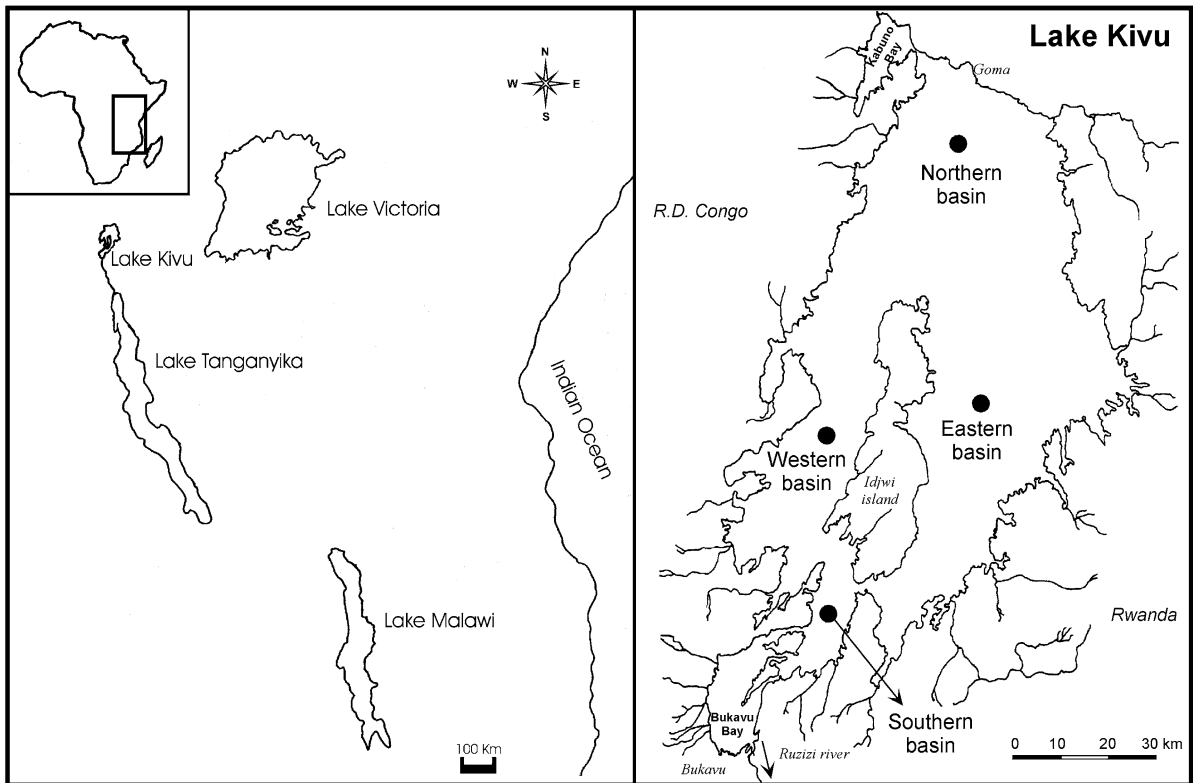 N
W E
S
Lake Victoria
Lake Kivu
Lake Tanganyika
Indian Ocean
Lake Malawi
100 Km
Lake Kivu
Kabuno
Bay
Goma
Northern
basin
R.D. Congo
Eastern
basin
Western
basin
Idjwi
island
Rwanda
Southern
basin
Bukavu
Bay
Ruzizi river
Bukavu
0 10 20 30 km